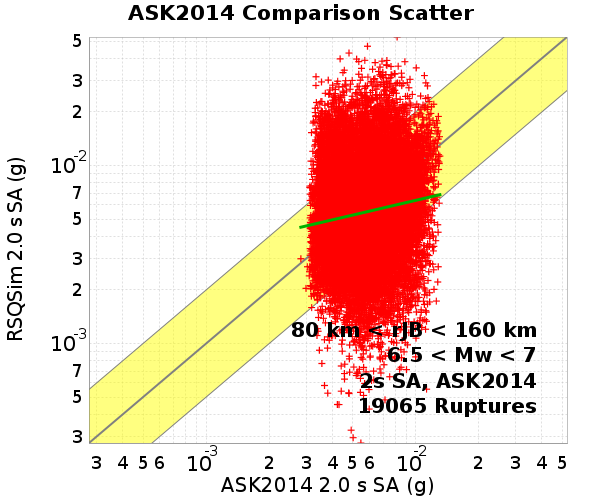 ASK2014 Comparison Scatter
5
3
2
10-2
7
5
3
2
10-3
7
5
3
RSQSim 2.0 s SA (g)
80 km < rJB < 160 km
6.5 < Mw < 7
2s SA, ASK2014
19065 Ruptures
3 4 5 6 10-3 2 3 4 5 6 10-2 2 3 4 5
ASK2014 2.0 s SA (g)